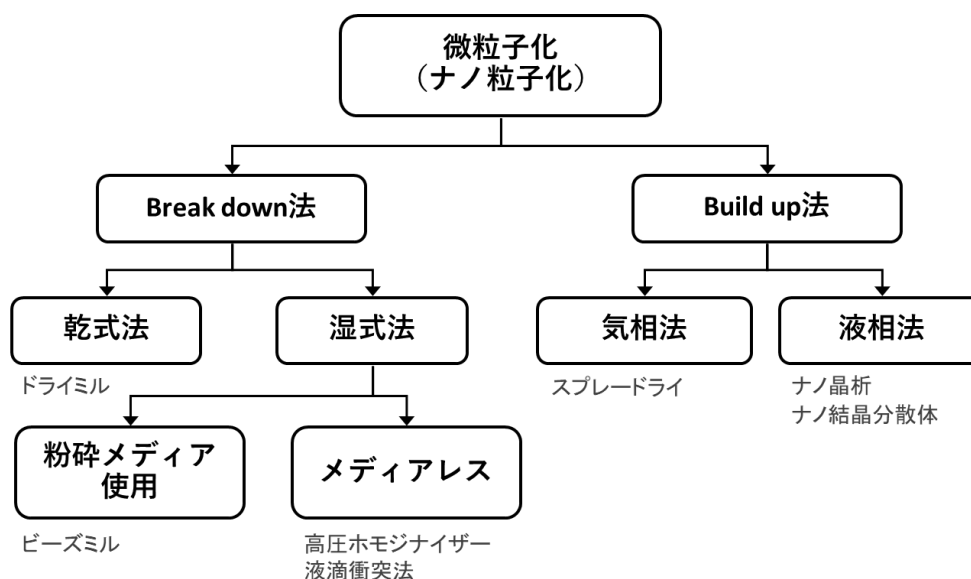 微粒子化
（ナノ粒子化）
Break down法
Build up法
乾式法
湿式法
気相法
液相法
ドライミル
スプレードライ
ナノ晶析
ナノ結晶分散体
粉砕メディア
使用
メディアレス
ビーズミル
高圧ホモジナイザー
液滴衝突法